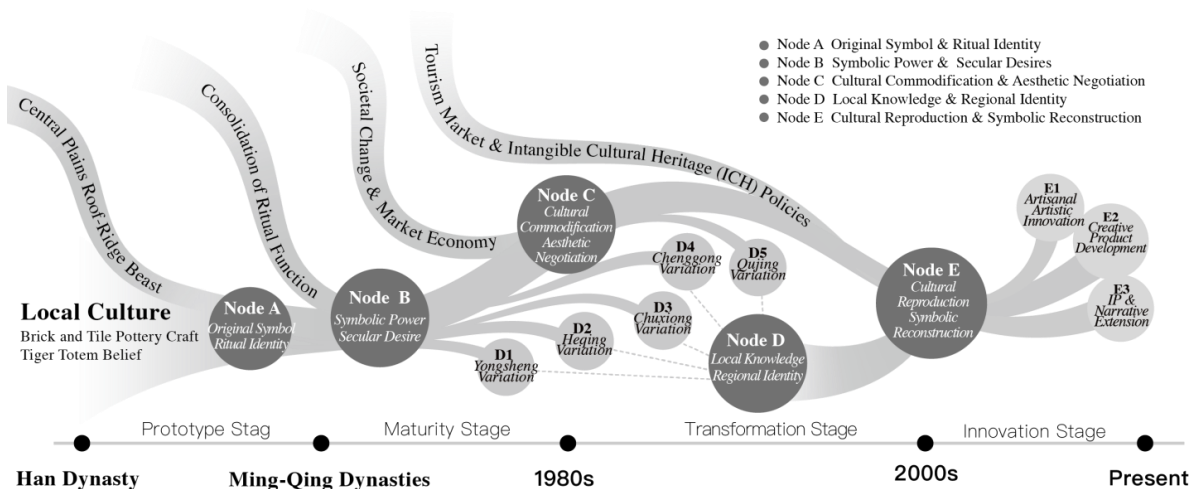 Central Plains Roof-Ridge Beast
Consolidation of Ritual Function
Societal Change & Market Economy
Tourism Market & Intangible Cultural Heritage (ICH) Policies
Node A Original Symbol & Ritual Identity
Node B Symbolic Power & Secular Desires
Node C Cultural Commodification & Aesthetic Negotiation
Node D Local Knowledge & Regional Identity
Node E Cultural Reproduction & Symbolic Reconstruction
Local Culture
Brick and Tile Pottery Craft
Tiger Totem Belief
Node A
Original Symbol
Ritual Identity
Node B
Symbolic Power
Secular Desire
Node C
Cultural
Commodification
Aesthetic
Negotiation
D1
Yongsheng
Variation
D2
Heqing
Variation
D3
Chuxiong
Variation
D4
Chenggong
Variation
D5
Qujing
Variation
Node D
Local Knowledge
Regional Identity
Node E
Cultural
Reproduction
Symbolic
Reconstruction
E1
Artisanal
Artistic
Innovation
E2
Creative
Product
Development
E3
IP &
Narrative
Extension
Prototype Stag
Maturity Stage
Transformation Stage
Innovation Stage
Han Dynasty
Ming-Qing Dynasties
1980s
2000s
Present